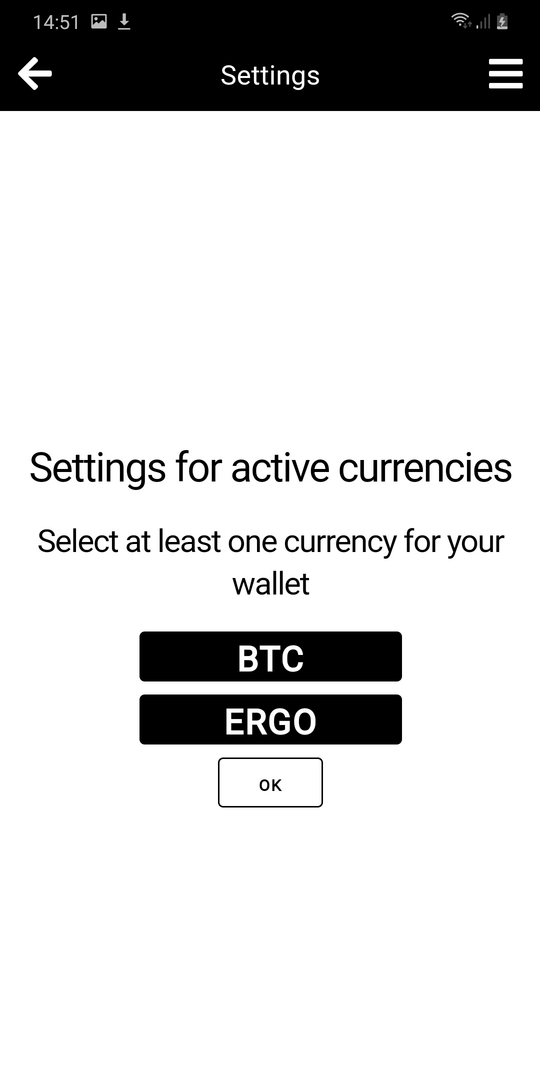 14:51
Settings
Settings for active currencies
Select at least one currency for your
wallet
BTC
ERGO
OK